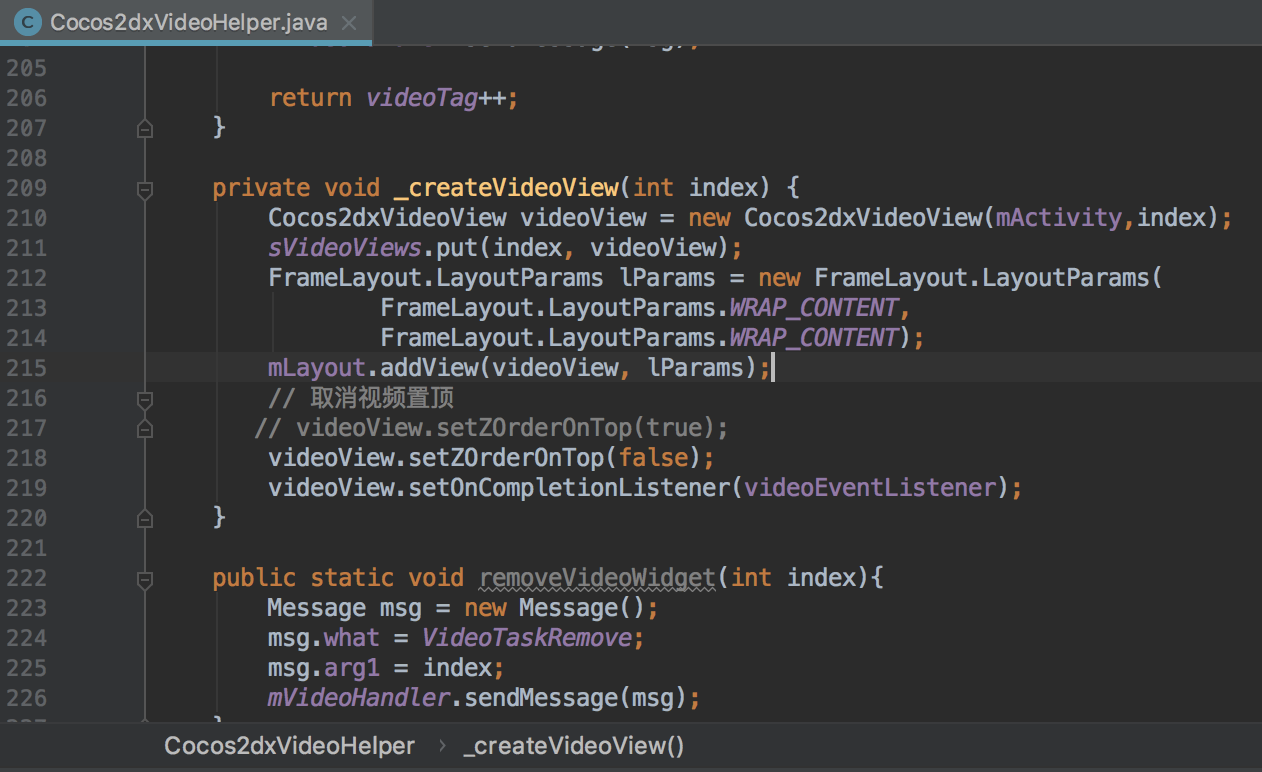 C Cocos2dxVideoHelper.java ×
205
206 return videoTag++;
207 }
208
209 private void _createVideoView(int index) {
210 Cocos2dxVideoView videoView = new Cocos2dxVideoView(mActivity,index);
211 sVideoViews.put(index, videoView);
212 FrameLayout.LayoutParams lParams = new FrameLayout.LayoutParams(
213 FrameLayout.LayoutParams.WRAP_CONTENT,
214 FrameLayout.LayoutParams.WRAP_CONTENT);
215 mLayout.addView(videoView, lParams);
216 // 取消视频置顶
217 // videoView.setZOrderOnTop(true);
218 videoView.setZOrderOnTop(false);
219 videoView.setOnCompletionListener(videoEventListener);
220 }
221
222 public static void removeVideoWidget(int index){
223 Message msg = new Message();
224 msg.what = VideoTaskRemove;
225 msg.arg1 = index;
226 mVideoHandler.sendMessage(msg);
Cocos2dxVideoHelper › _createVideoView()